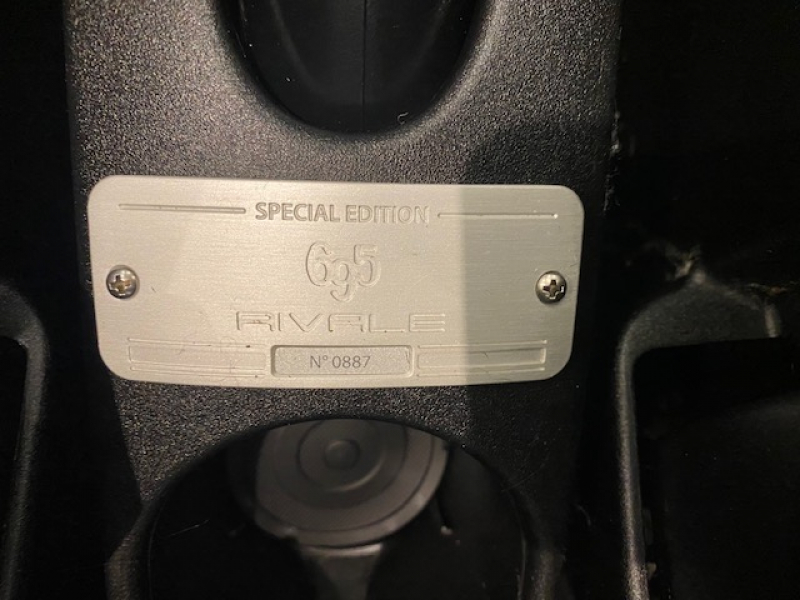 SPECIAL EDITION
695
RIVALE
N° 0887